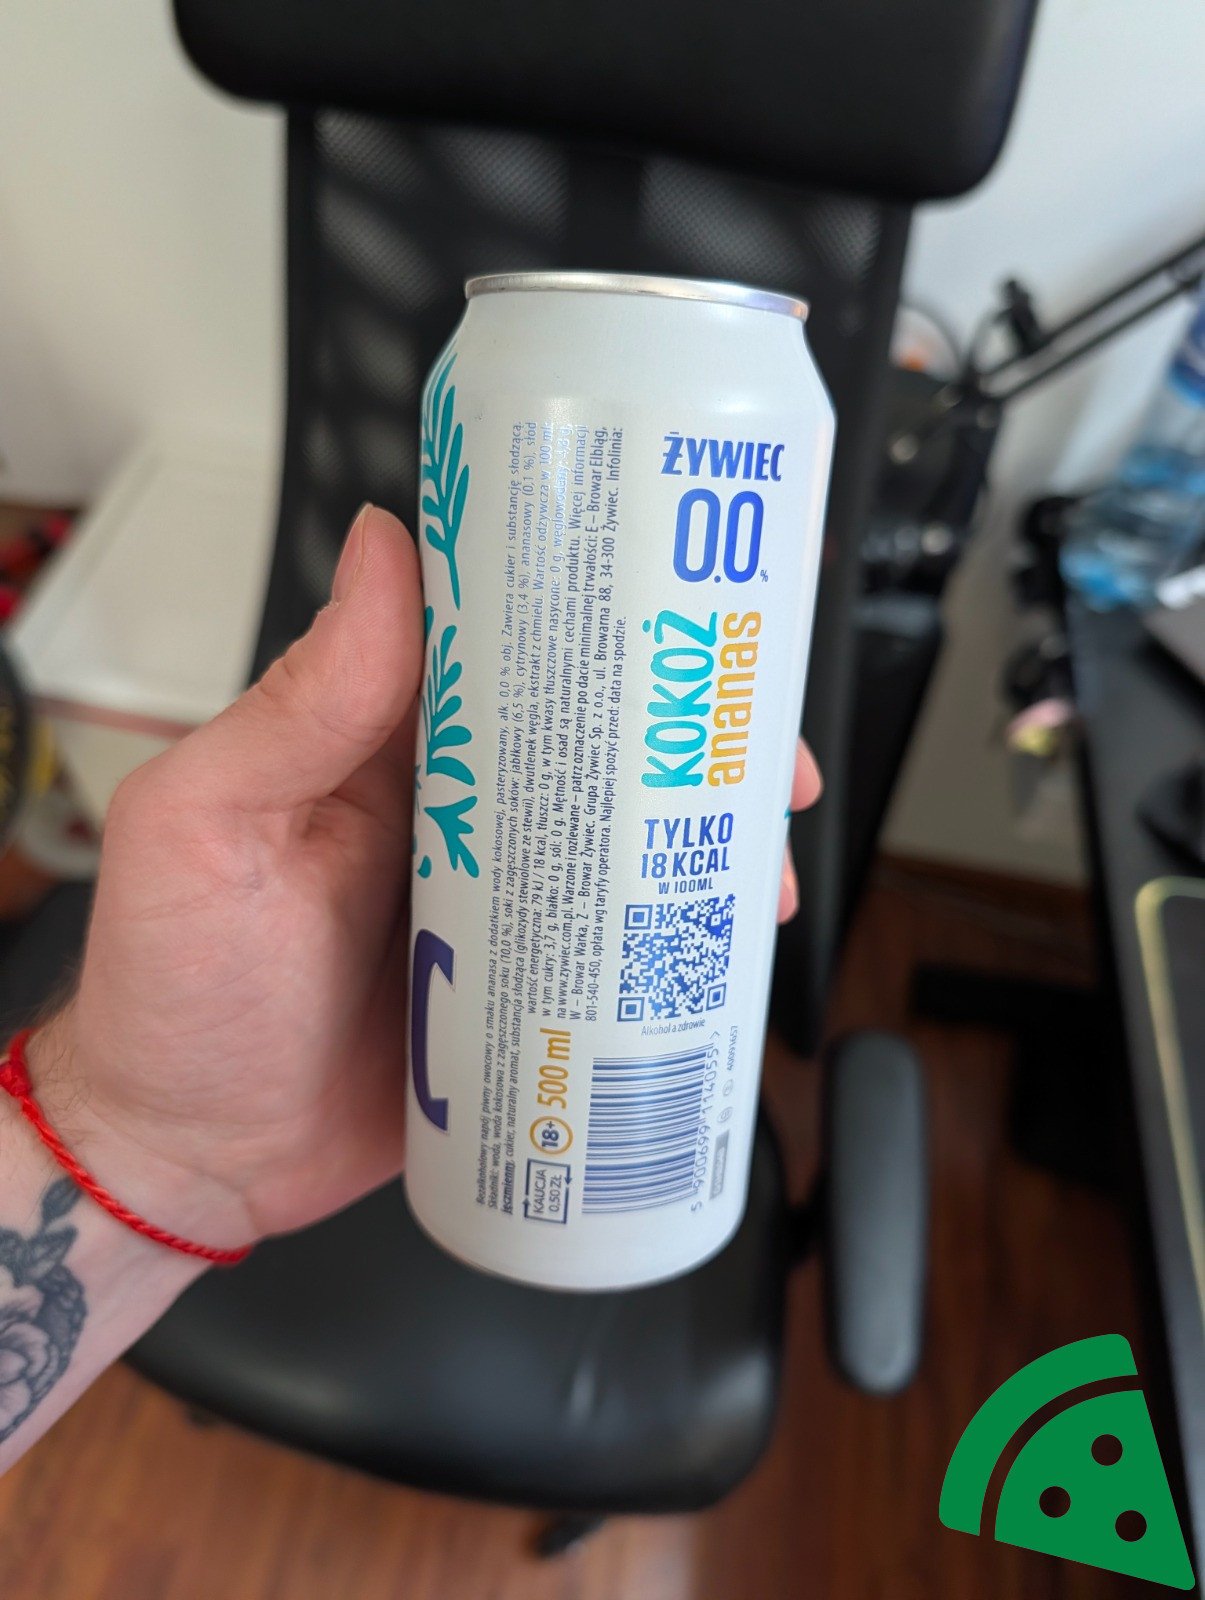 Bezalkoholowy napój piwny owocowy o smaku ananasa z dodatkiem wody kokosowej, pasteryzowany, alk. 0,0 % obj. Zawiera cukier i substancję słodzącą.
Składniki: woda, woda kokosowa z zagęszczonego soku (10,0 %), soki z zagęszczonych soków: jabłkowy (6,5 %), cytrynowy (3,4 %), ananasowy (0,1 %), słód
jęczmienny, cukier, naturalny aromat, substancja słodząca (glikozydy stewiolowe ze stewii), dwutlenek węgla, ekstrakt z chmielu. Wartość odżywcza w 100 ml:
wartość energetyczna: 79 kJ / 18 kcal, tłuszcz: 0 g, w tym kwasy tłuszczowe nasycone: 0 g, węglowodany: 4,3 g,
w tym cukry: 3,7 g, białko: 0 g, sól: 0 g. Mętność i osad są naturalnymi cechami produktu. Więcej informacji
na www.zywiec.com.pl. Warzone i rozlewane – patrz oznaczenie po dacie minimalnej trwałości: E – Browar Elbląg,
W – Browar Warka, Z – Browar Żywiec. Grupa Żywiec Sp. z o.o., ul. Browarna 88, 34-300 Żywiec. Infolinia:
801-540-450, opłata wg taryfy operatora. Najlepiej spożyć przed: data na spodzie.
KAUCJA
0,50 ZŁ
18+
500 ml
ŻYWIEC
0.0%
KOKOŻ
ananas
TYLKO
18 KCAL
W 100ML
Alkohol a zdrowie
5 900699 114055 >
40091657